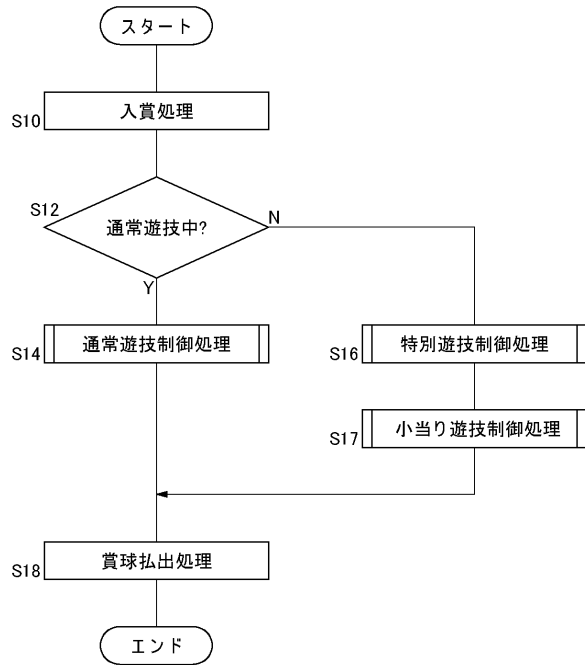 スタート
入賞処理
S10
S12
通常遊技中?
N
Y
通常遊技制御処理
S14
特別遊技制御処理
S16
小当り遊技制御処理
S17
賞球払出処理
S18
エンド